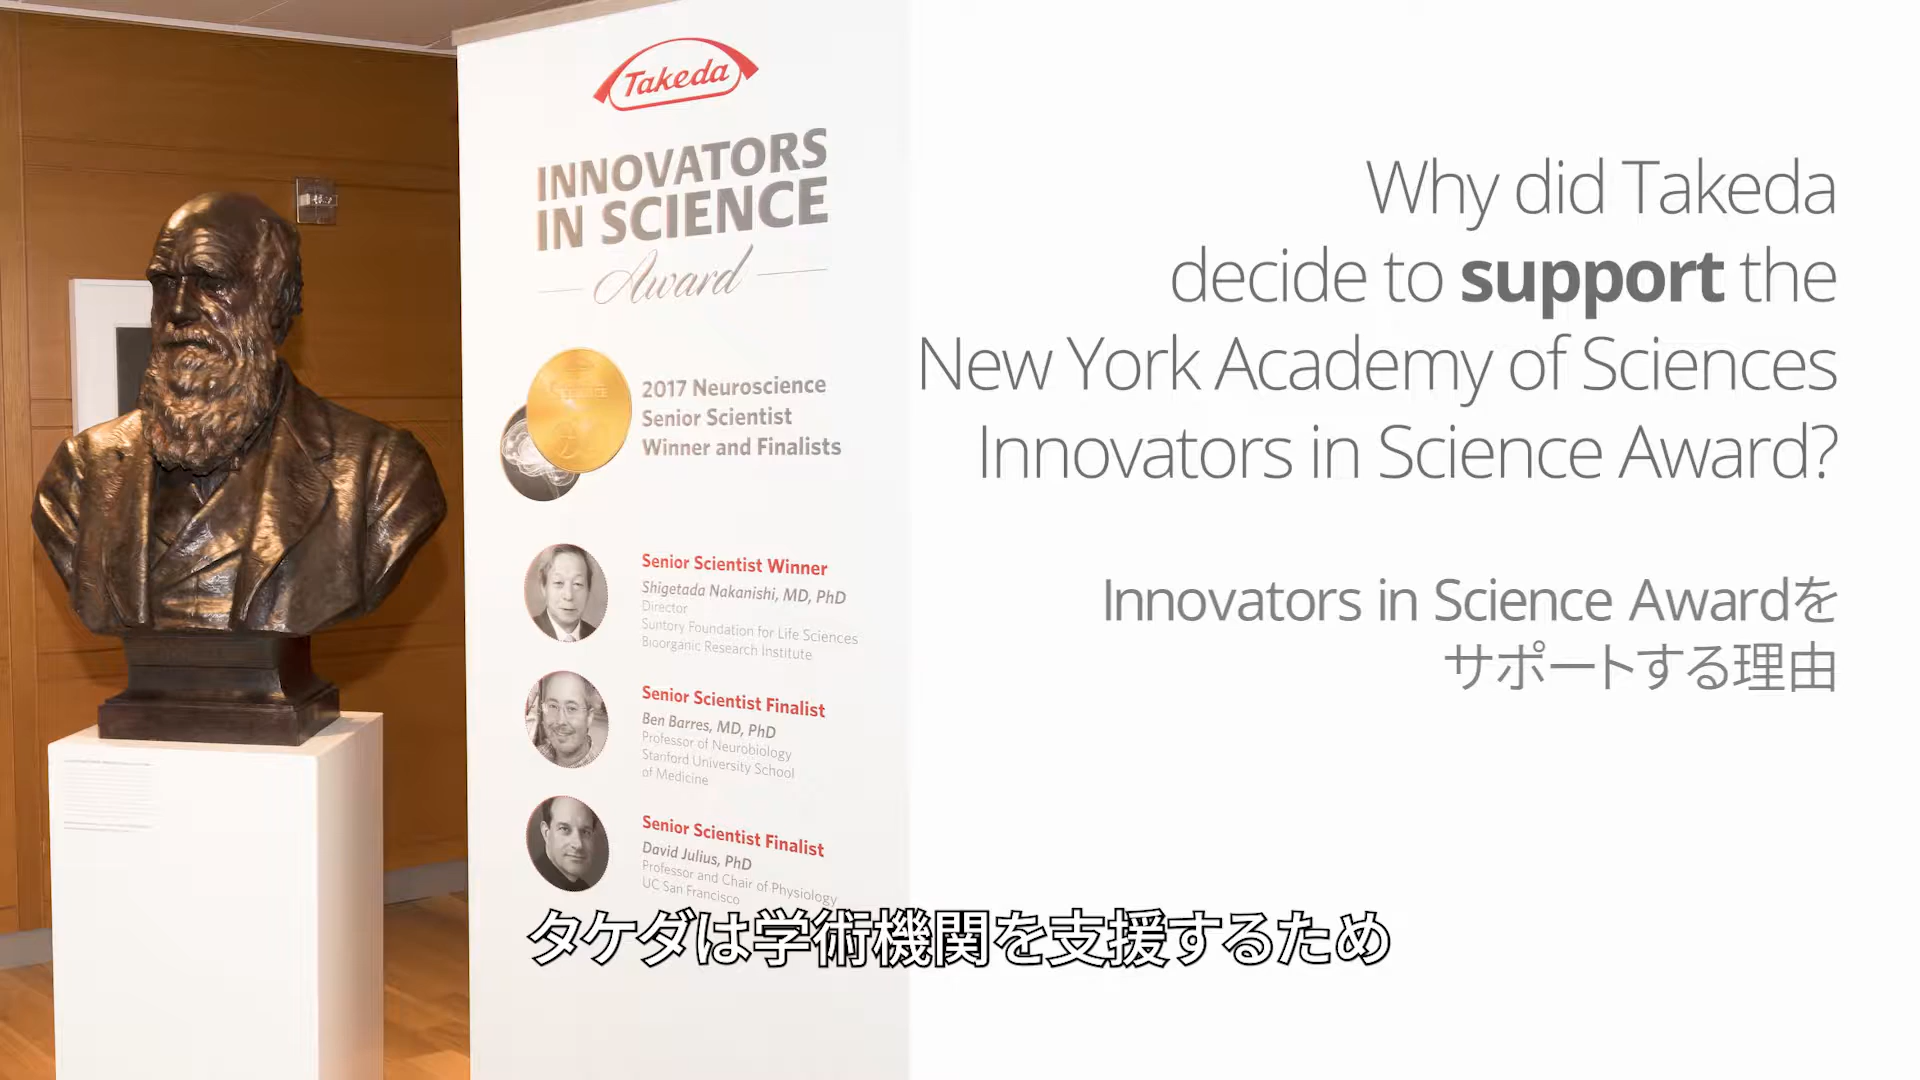 Takeda
INNOVATORS
IN SCIENCE
Award
2017 Neuroscience
Senior Scientist
Winner and Finalists
Senior Scientist Winner
Shigetada Nakanishi, MD, PhD
Director
Suntory Foundation for Life Sciences
Bioorganic Research Institute
Senior Scientist Finalist
Ben Barres, MD, PhD
Professor of Neurobiology
Stanford University School
of Medicine
Senior Scientist Finalist
David Julius, PhD
Professor and Chair of Physiology
UC San Francisco
Why did Takeda
decide to support the
New York Academy of Sciences
Innovators in Science Award?
Innovators in Science Awardを
サポートする理由
タケダは学術機関を支援するため